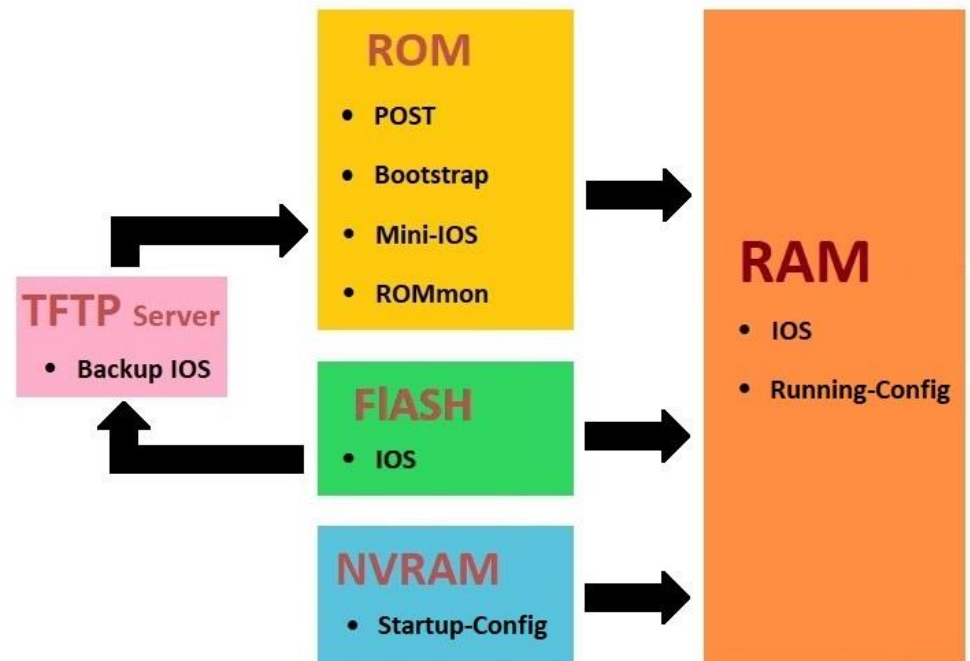 ROM
• POST
• Bootstrap
• Mini-IOS
• ROMmon
TFTP Server
• Backup IOS
FlASH
• IOS
NVRAM
• Startup-Config
RAM
• IOS
• Running-Config